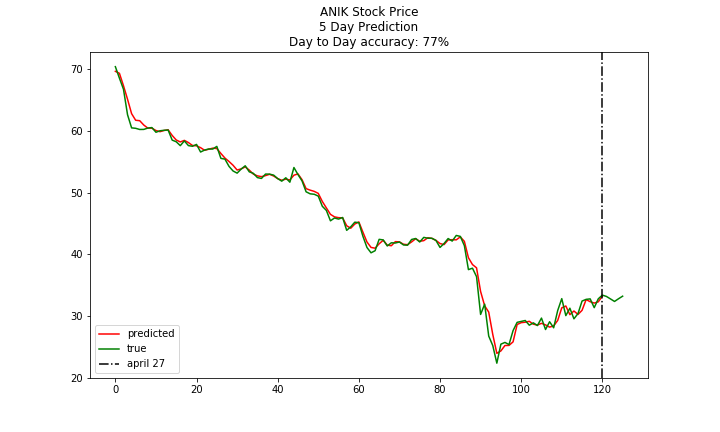 ANIK Stock Price
5 Day Prediction
Day to Day accuracy: 77%
70
60
50
40
30
20
predicted
true
april 27
0
20
40
60
80
100
120